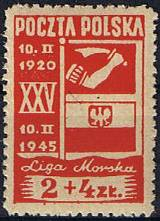 POCZTA POLSKA
10. II
1920
XXV
10. II
1945
Liga Morska
2+4 ZŁ.